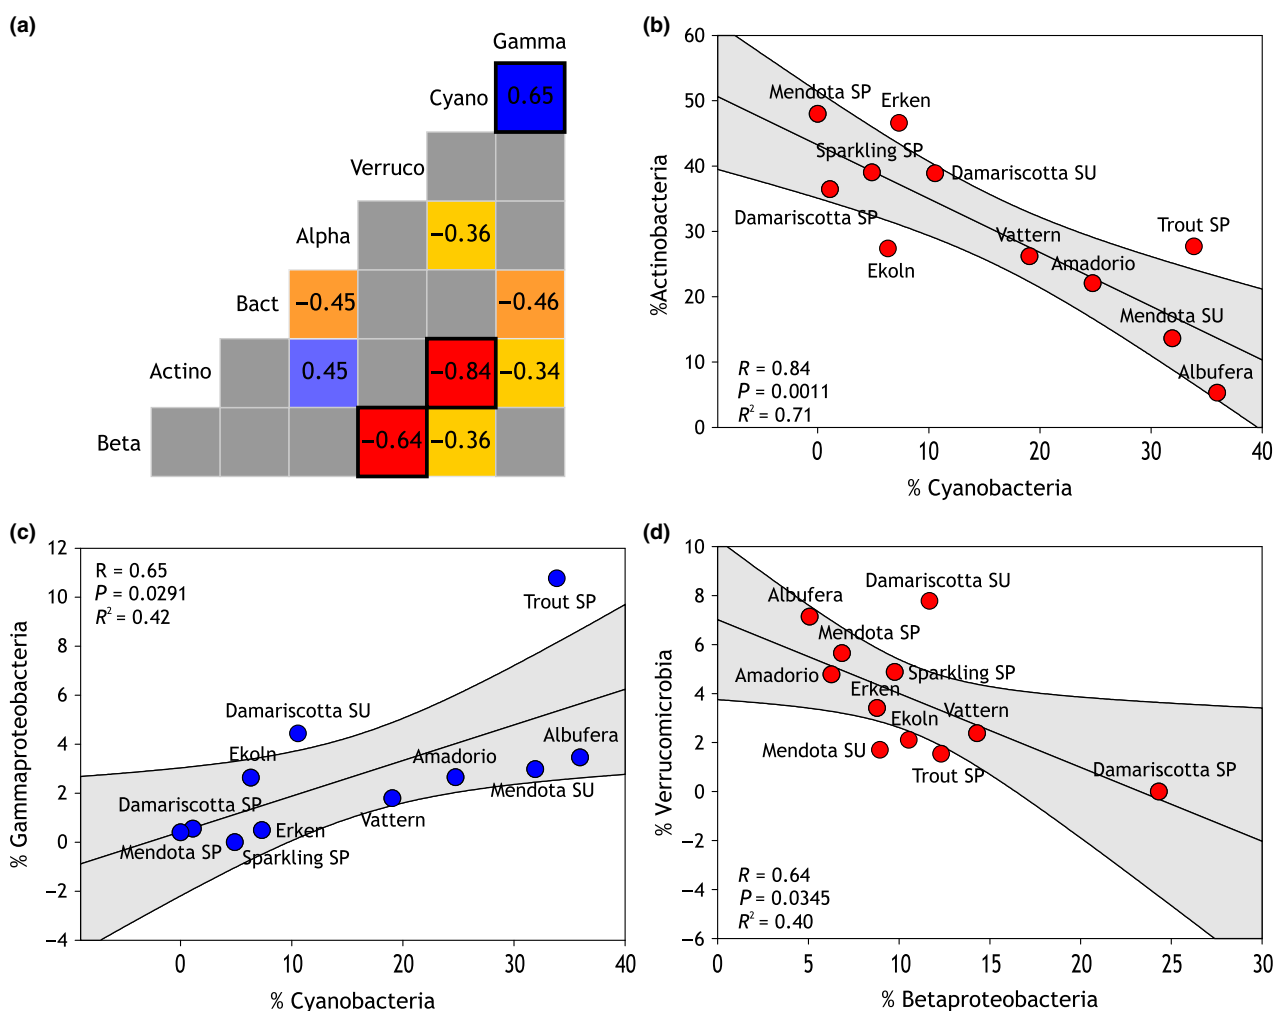 (a)
Gamma
Cyano 0.65
Verruco
Alpha −0.36
Bact −0.45 −0.46
Actino 0.45 −0.84 −0.34
Beta −0.64 −0.36
(b)
60
50
40
30
20
10
0
%Actinobacteria
Mendota SP
Erken
Sparkling SP
Damariscotta SU
Damariscotta SP
Ekoln
Vattern
Trout SP
Amadorio
Mendota SU
Albufera
R = 0.84
P = 0.0011
R² = 0.71
0 10 20 30 40
% Cyanobacteria
(c)
12
10
8
6
4
2
0
−2
−4
% Gammaproteobacteria
R = 0.65
P = 0.0291
R² = 0.42
Trout SP
Damariscotta SU
Ekoln
Albufera
Amadorio
Mendota SU
Damariscotta SP
Vattern
Erken
Mendota SP
Sparkling SP
0 10 20 30 40
% Cyanobacteria
(d)
10
8
6
4
2
0
−2
−4
−6
% Verrucomicrobia
Damariscotta SU
Albufera
Mendota SP
Amadorio
Sparkling SP
Erken
Ekoln
Vattern
Mendota SU
Trout SP
Damariscotta SP
R = 0.64
P = 0.0345
R² = 0.40
0 5 10 15 20 25 30
% Betaproteobacteria